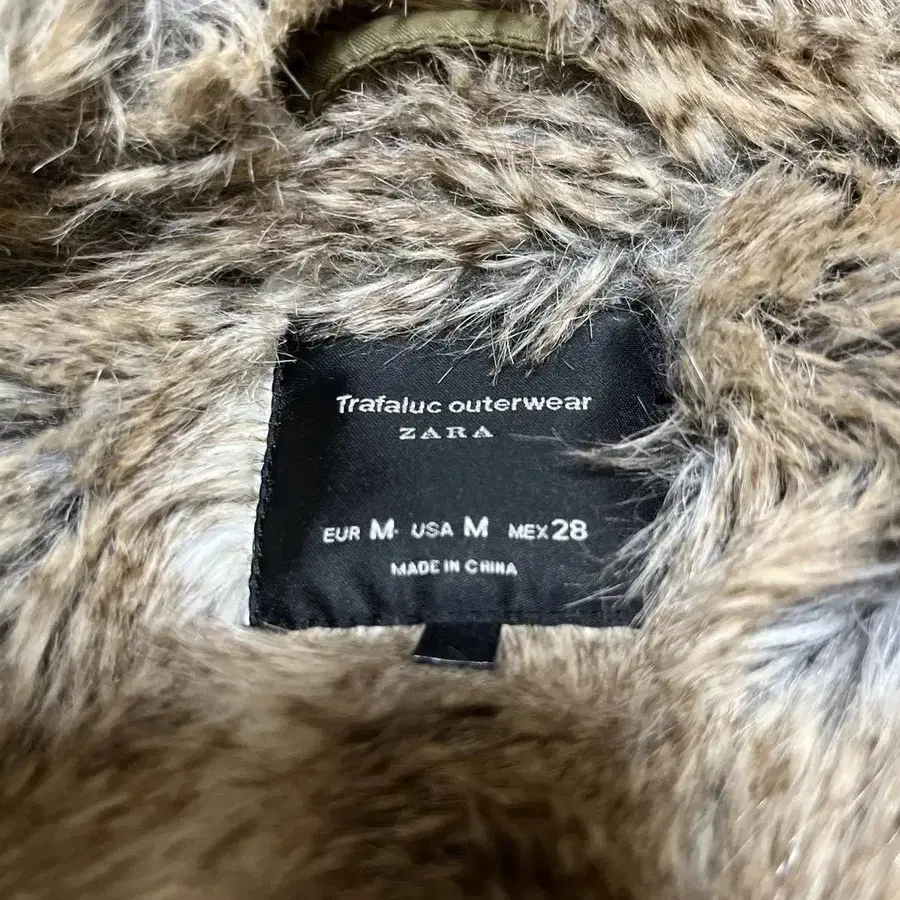 Trafaluc outerwear
ZARA
EUR M· USA M MEX 28
MADE IN CHINA